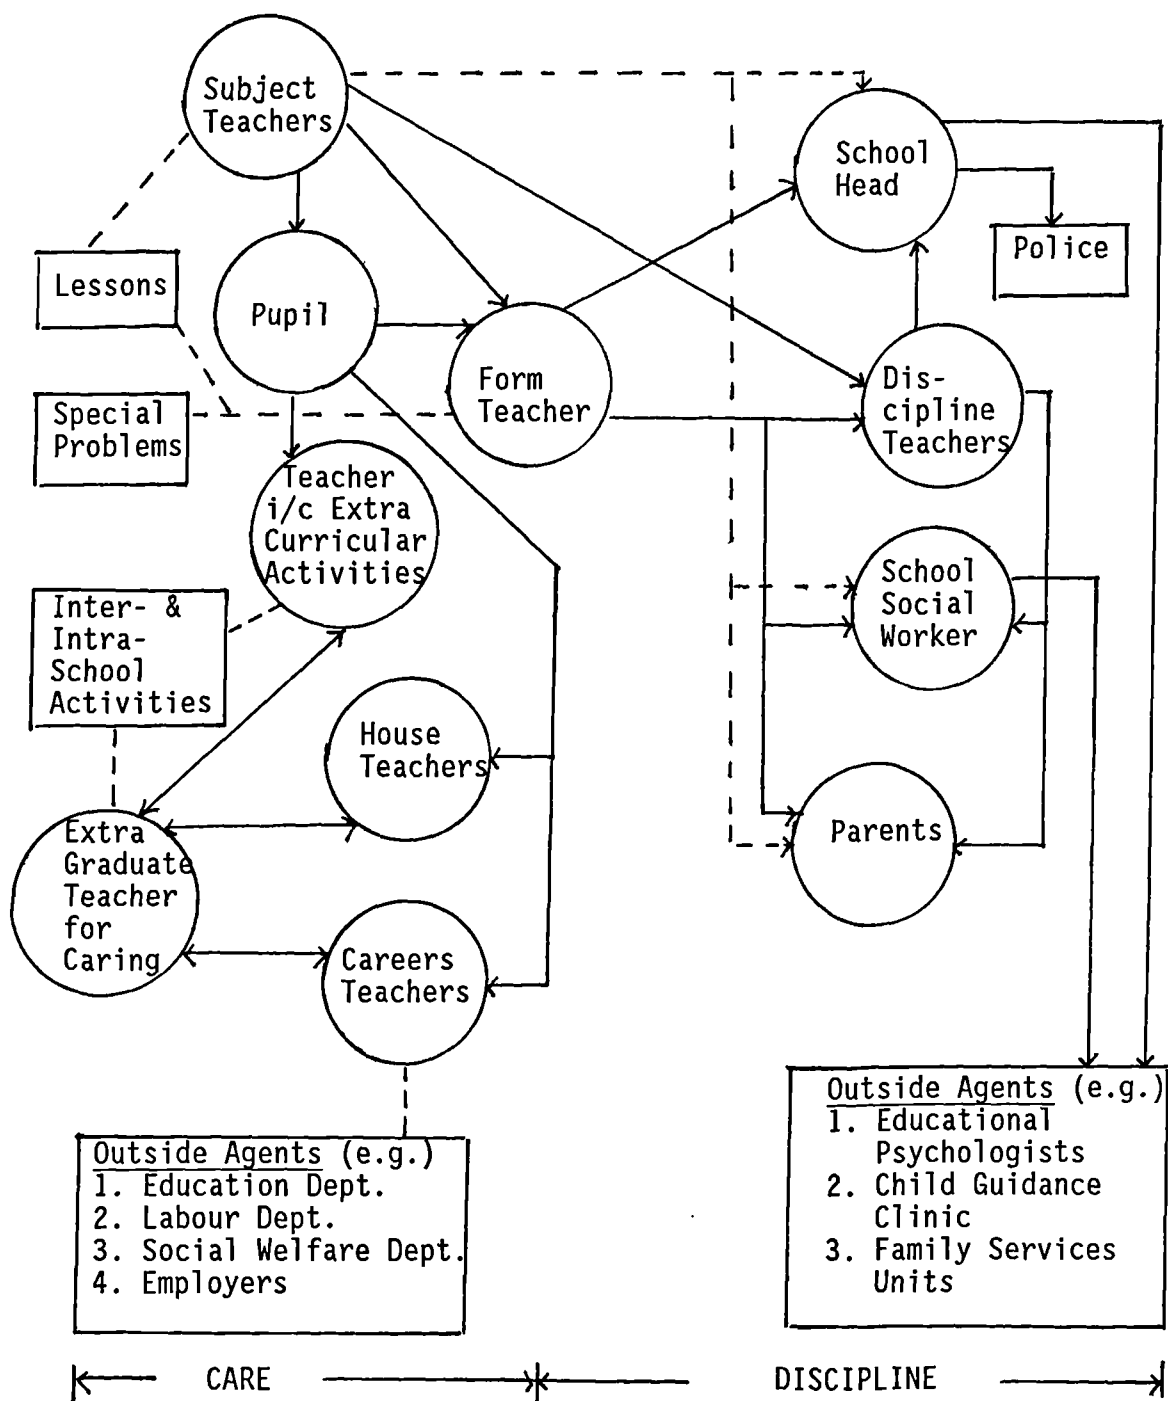 Subject
Teachers
School
Head
Police
Lessons
Pupil
Form
Teacher
Dis-
cipline
Teachers
Special
Problems
Teacher
i/c Extra
Curricular
Activities
School
Social
Worker
Inter- &
Intra-
School
Activities
House
Teachers
Parents
Extra
Graduate
Teacher
for
Caring
Careers
Teachers
Outside Agents (e.g.)
1. Education Dept.
2. Labour Dept.
3. Social Welfare Dept.
4. Employers
Outside Agents (e.g.)
1. Educational
Psychologists
2. Child Guidance
Clinic
3. Family Services
Units
CARE
DISCIPLINE